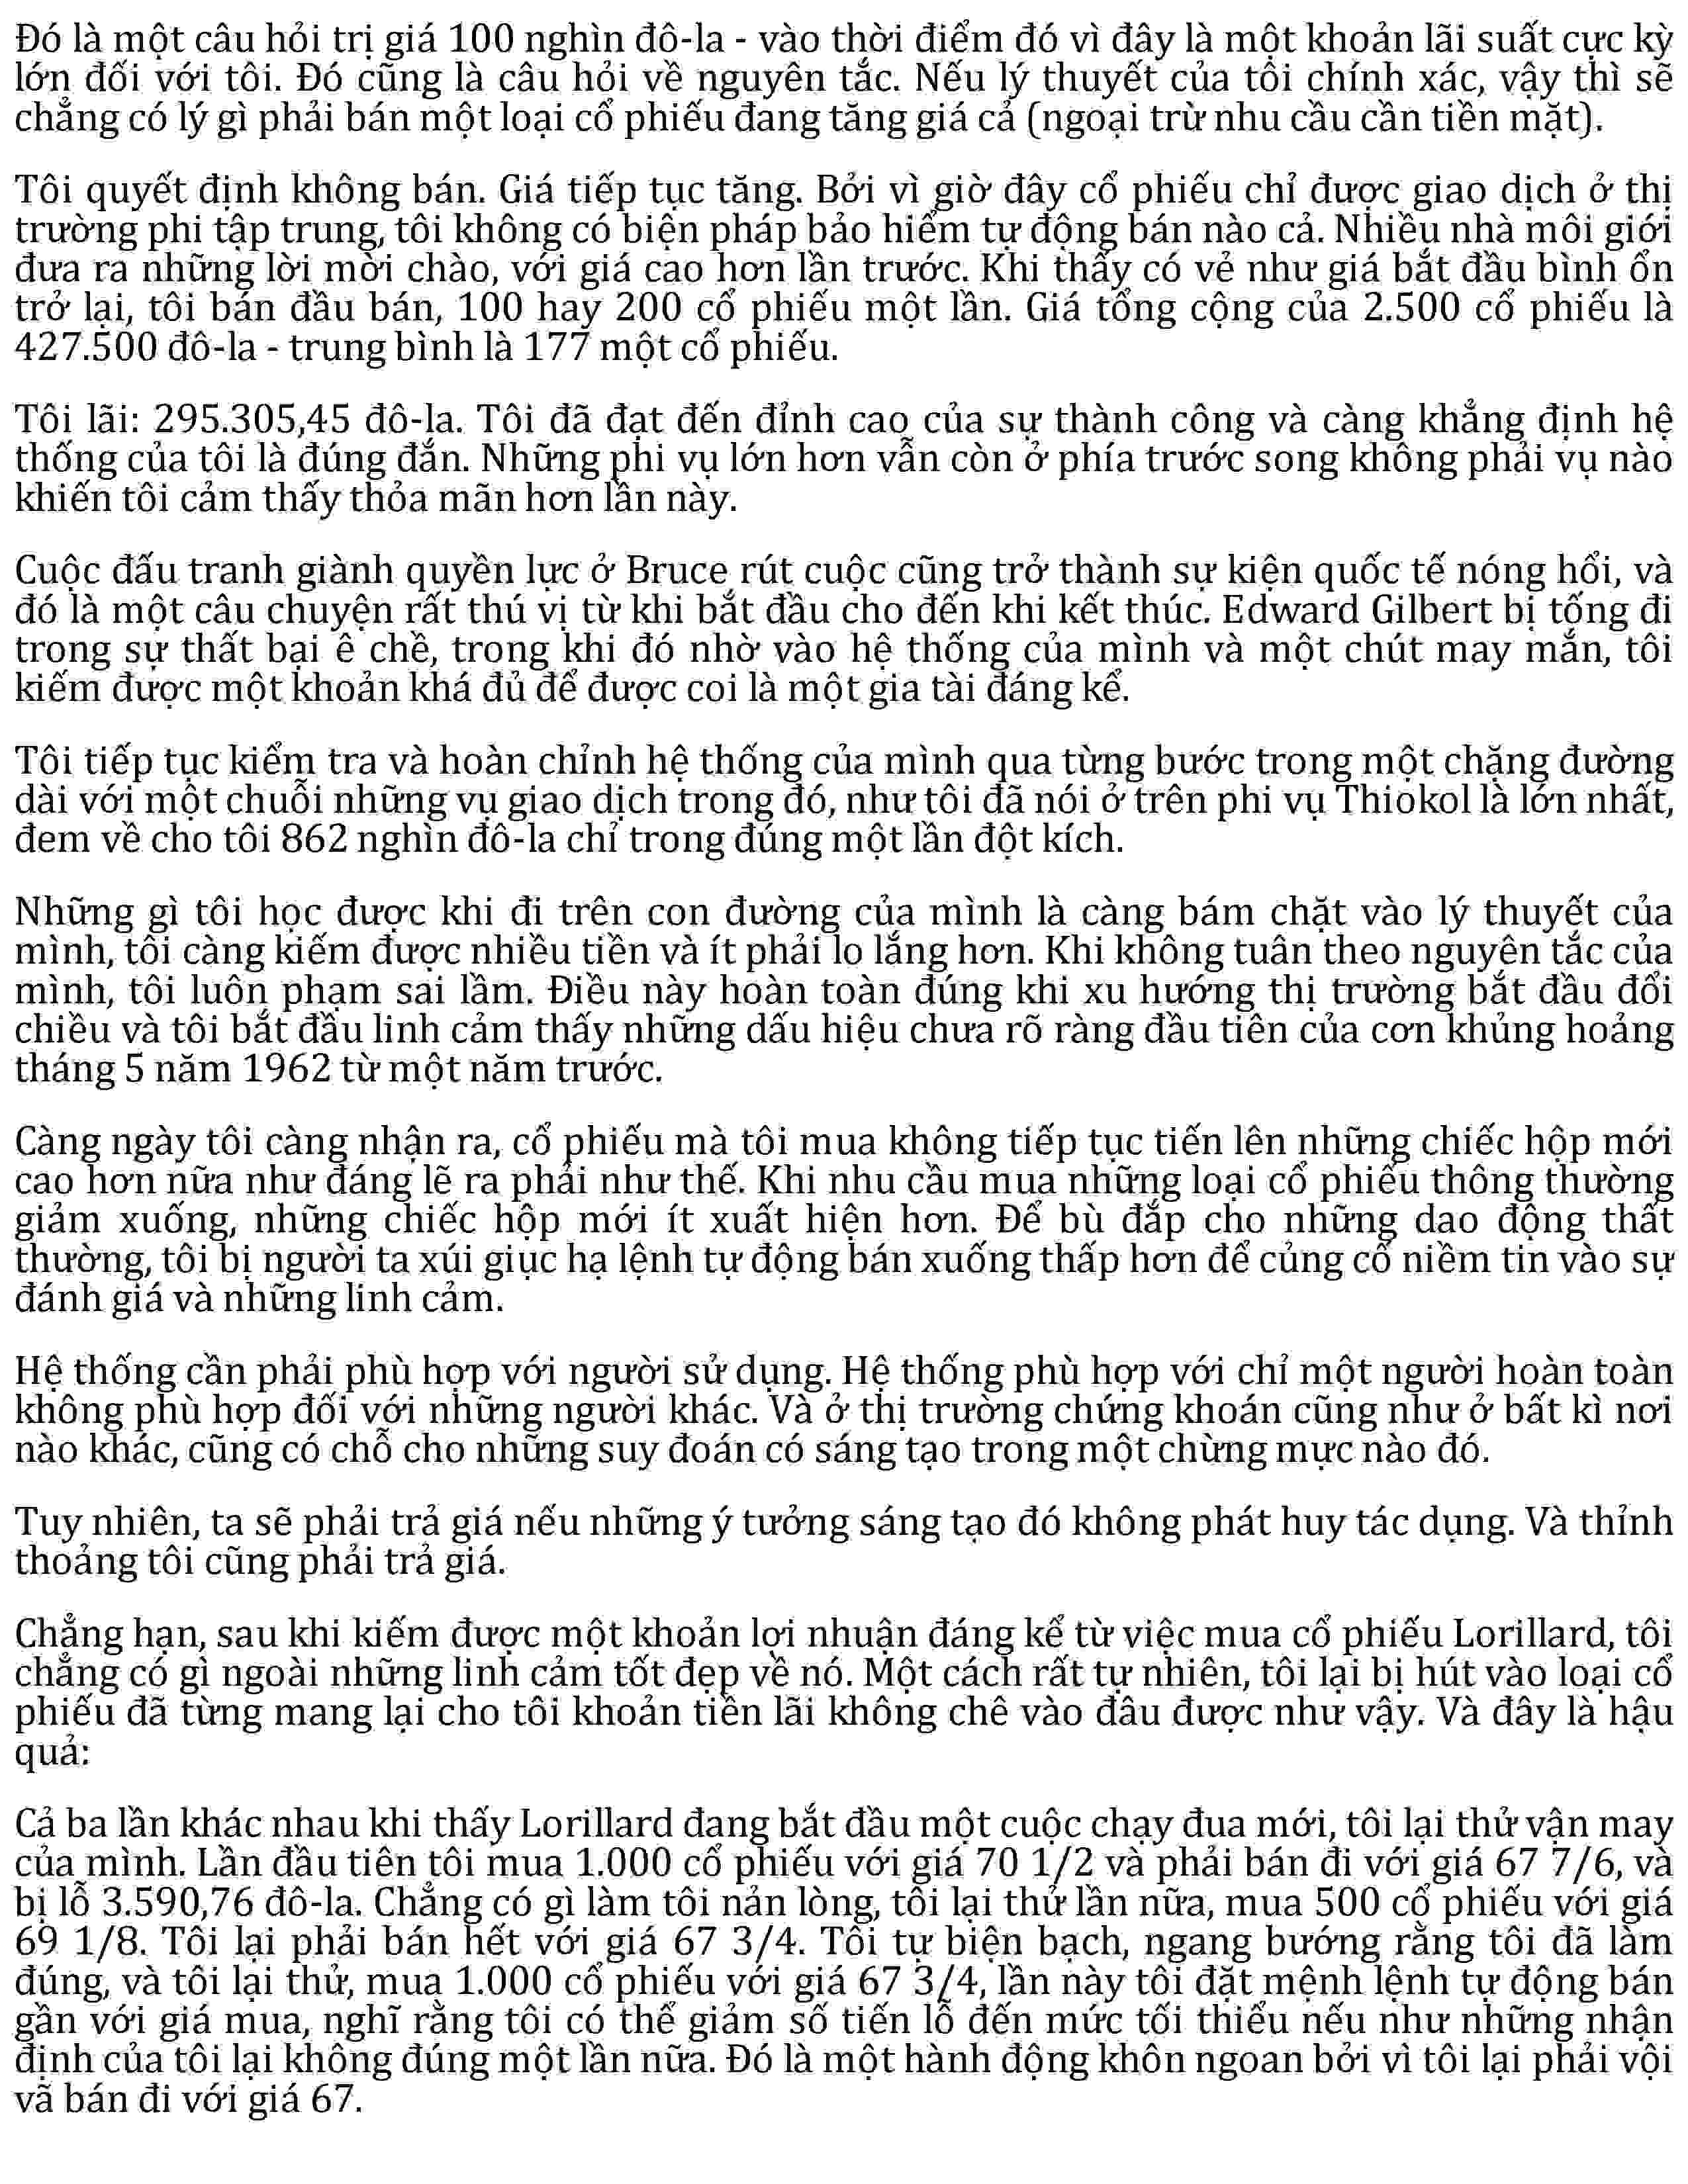 Đó là một câu hỏi trị giá 100 nghìn đô-la - vào thời điểm đó vì đây là một khoản lãi suất cực kỳ
lớn đối với tôi. Đó cũng là câu hỏi về nguyên tắc. Nếu lý thuyết của tôi chính xác, vậy thì sẽ
chẳng có lý gì phải bán một loại cổ phiếu đang tăng giá cả (ngoại trừ nhu cầu cần tiền mặt).
Tôi quyết định không bán. Giá tiếp tục tăng. Bởi vì giờ đây cổ phiếu chỉ được giao dịch ở thị
trường phi tập trung, tôi không có biện pháp bảo hiểm tự động bán nào cả. Nhiều nhà môi giới
đưa ra những lời mời chào, với giá cao hơn lần trước. Khi thấy có vẻ như giá bắt đầu bình ổn
trở lại, tôi bán đầu bán, 100 hay 200 cổ phiếu một lần. Giá tổng cộng của 2.500 cổ phiếu là
427.500 đô-la - trung bình là 177 một cổ phiếu.
Tôi lãi: 295.305,45 đô-la. Tôi đã đạt đến đỉnh cao của sự thành công và càng khẳng định hệ
thống của tôi là đúng đắn. Những phi vụ lớn hơn vẫn còn ở phía trước song không phải vụ nào
khiến tôi cảm thấy thỏa mãn hơn lần này.
Cuộc đấu tranh giành quyền lực ở Bruce rút cuộc cũng trở thành sự kiện quốc tế nóng hổi, và
đó là một câu chuyện rất thú vị từ khi bắt đầu cho đến khi kết thúc. Edward Gilbert bị tống đi
trong sự thất bại ê chề, trong khi đó nhờ vào hệ thống của mình và một chút may mắn, tôi
kiếm được một khoản khá đủ để được coi là một gia tài đáng kể.
Tôi tiếp tục kiểm tra và hoàn chỉnh hệ thống của mình qua từng bước trong một chặng đường
dài với một chuỗi những vụ giao dịch trong đó, như tôi đã nói ở trên phi vụ Thiokol là lớn nhất,
đem về cho tôi 862 nghìn đô-la chỉ trong đúng một lần đột kích.
Những gì tôi học được khi đi trên con đường của mình là càng bám chặt vào lý thuyết của
mình, tôi càng kiếm được nhiều tiền và ít phải lo lắng hơn. Khi không tuân theo nguyên tắc của
mình, tôi luôn phạm sai lầm. Điều này hoàn toàn đúng khi xu hướng thị trường bắt đầu đổi
chiều và tôi bắt đầu linh cảm thấy những dấu hiệu chưa rõ ràng đầu tiên của cơn khủng hoảng
tháng 5 năm 1962 từ một năm trước.
Càng ngày tôi càng nhận ra, cổ phiếu mà tôi mua không tiếp tục tiến lên những chiếc hộp mới
cao hơn nữa như đáng lẽ ra phải như thế. Khi nhu cầu mua những loại cổ phiếu thông thường
giảm xuống, những chiếc hộp mới ít xuất hiện hơn. Để bù đắp cho những dao động thất
thường, tôi bị người ta xúi giục hạ lệnh tự động bán xuống thấp hơn để củng cố niềm tin vào sự
đánh giá và những linh cảm.
Hệ thống cần phải phù hợp với người sử dụng. Hệ thống phù hợp với chỉ một người hoàn toàn
không phù hợp đối với những người khác. Và ở thị trường chứng khoán cũng như ở bất kì nơi
nào khác, cũng có chỗ cho những suy đoán có sáng tạo trong một chừng mực nào đó.
Tuy nhiên, ta sẽ phải trả giá nếu những ý tưởng sáng tạo đó không phát huy tác dụng. Và thỉnh
thoảng tôi cũng phải trả giá.
Chẳng hạn, sau khi kiếm được một khoản lợi nhuận đáng kể từ việc mua cổ phiếu Lorillard, tôi
chẳng có gì ngoài những linh cảm tốt đẹp về nó. Một cách rất tự nhiên, tôi lại bị hút vào loại cổ
phiếu đã từng mang lại cho tôi khoản tiền lãi không chê vào đâu được như vậy. Và đây là hậu
quả:
Cả ba lần khác nhau khi thấy Lorillard đang bắt đầu một cuộc chạy đua mới, tôi lại thử vận may
của mình. Lần đầu tiên tôi mua 1.000 cổ phiếu với giá 70 1/2 và phải bán đi với giá 67 7/6, và
bị lỗ 3.590,76 đô-la. Chẳng có gì làm tôi nản lòng, tôi lại thử lần nữa, mua 500 cổ phiếu với giá
69 1/8. Tôi lại phải bán hết với giá 67 3/4. Tôi tự biện bạch, ngang bướng rằng tôi đã làm
đúng, và tôi lại thử, mua 1.000 cổ phiếu với giá 67 3/4, lần này tôi đặt mệnh lệnh tự động bán
gần với giá mua, nghĩ rằng tôi có thể giảm số tiến lỗ đến mức tối thiểu nếu như những nhận
định của tôi lại không đúng một lần nữa. Đó là một hành động khôn ngoan bởi vì tôi lại phải vội
vã bán đi với giá 67.